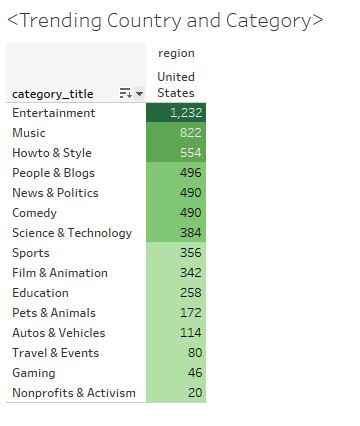 <Trending Country and Category>
region
United
States
category_title
Entertainment 1,232
Music 822
Howto & Style 554
People & Blogs 496
News & Politics 490
Comedy 490
Science & Technology 384
Sports 356
Film & Animation 342
Education 258
Pets & Animals 172
Autos & Vehicles 114
Travel & Events 80
Gaming 46
Nonprofits & Activism 20